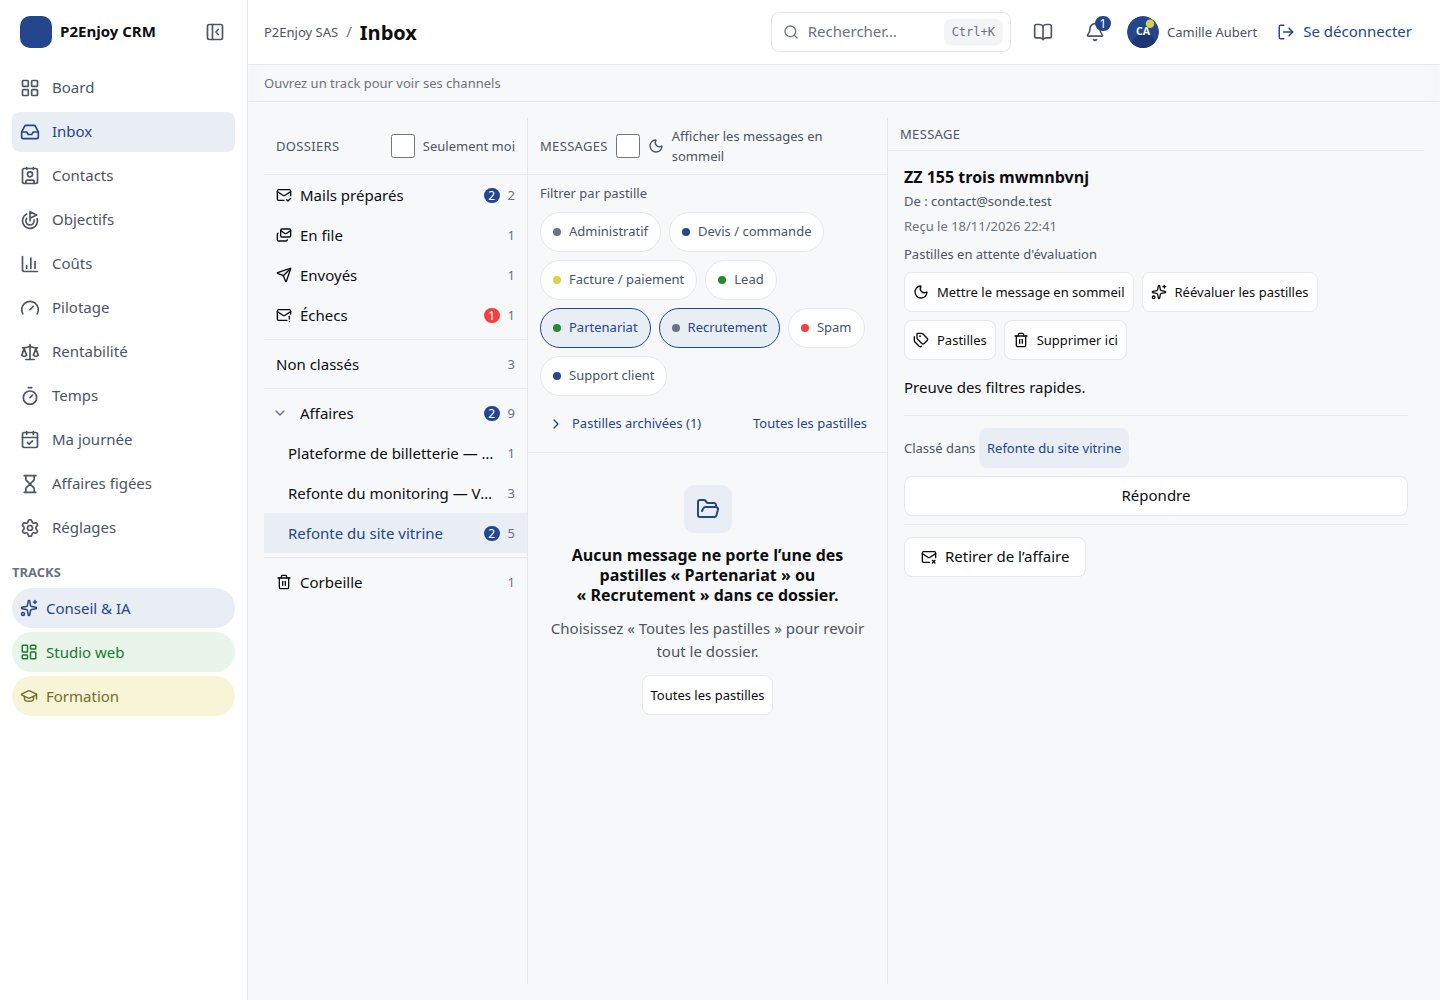 P2Enjoy CRM
Board
Inbox
Contacts
Objectifs
Coûts
Pilotage
Rentabilité
Temps
Ma journée
Affaires figées
Réglages
TRACKS
Conseil & IA
Studio web
Formation
P2Enjoy SAS / Inbox
Rechercher... Ctrl+K
1
CA
Camille Aubert
Se déconnecter
Ouvrez un track pour voir ses channels
DOSSIERS
Seulement moi
Mails préparés 2 2
En file 1
Envoyés 1
Échecs 1 1
Non classés 3
Affaires 2 9
Plateforme de billetterie — ... 1
Refonte du monitoring — V... 3
Refonte du site vitrine 2 5
Corbeille 1
MESSAGES
Afficher les messages en
sommeil
Filtrer par pastille
Administratif
Devis / commande
Facture / paiement
Lead
Partenariat
Recrutement
Spam
Support client
Pastilles archivées (1)
Toutes les pastilles
Aucun message ne porte l’une des
pastilles « Partenariat » ou
« Recrutement » dans ce dossier.
Choisissez « Toutes les pastilles » pour revoir
tout le dossier.
Toutes les pastilles
MESSAGE
ZZ 155 trois mwmnbvnj
De : contact@sonde.test
Reçu le 18/11/2026 22:41
Pastilles en attente d'évaluation
Mettre le message en sommeil
Réévaluer les pastilles
Pastilles
Supprimer ici
Preuve des filtres rapides.
Classé dans Refonte du site vitrine
Répondre
Retirer de l’affaire